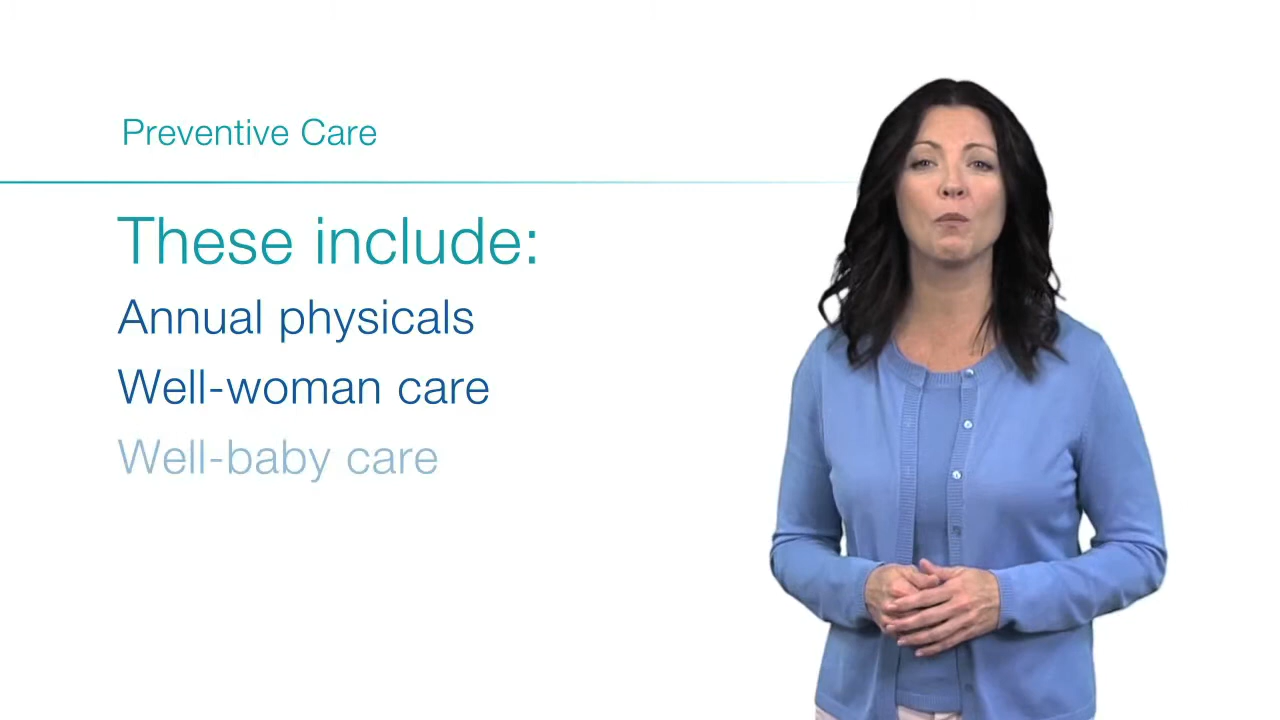 Preventive Care
These include:
Annual physicals
Well-woman care
Well-baby care